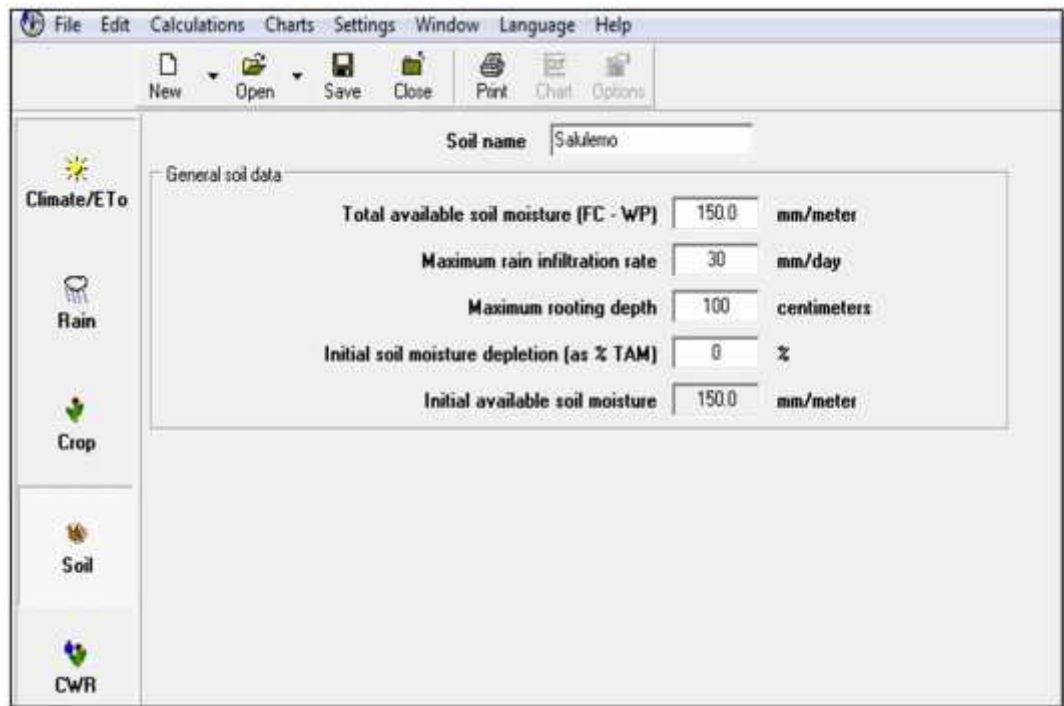 File Edit Calculations Charts Settings Window Language Help
New Open Save Close Print Chart Options
Soil name Salulemo
General soil data
Climate/ETo
Total available soil moisture (FC - WP) 150.0 mm/meter
Maximum rain infiltration rate 30 mm/day
Rain
Maximum rooting depth 100 centimeters
Initial soil moisture depletion (as % TAM) 0 %
Initial available soil moisture 150.0 mm/meter
Crop
Soil
CWR